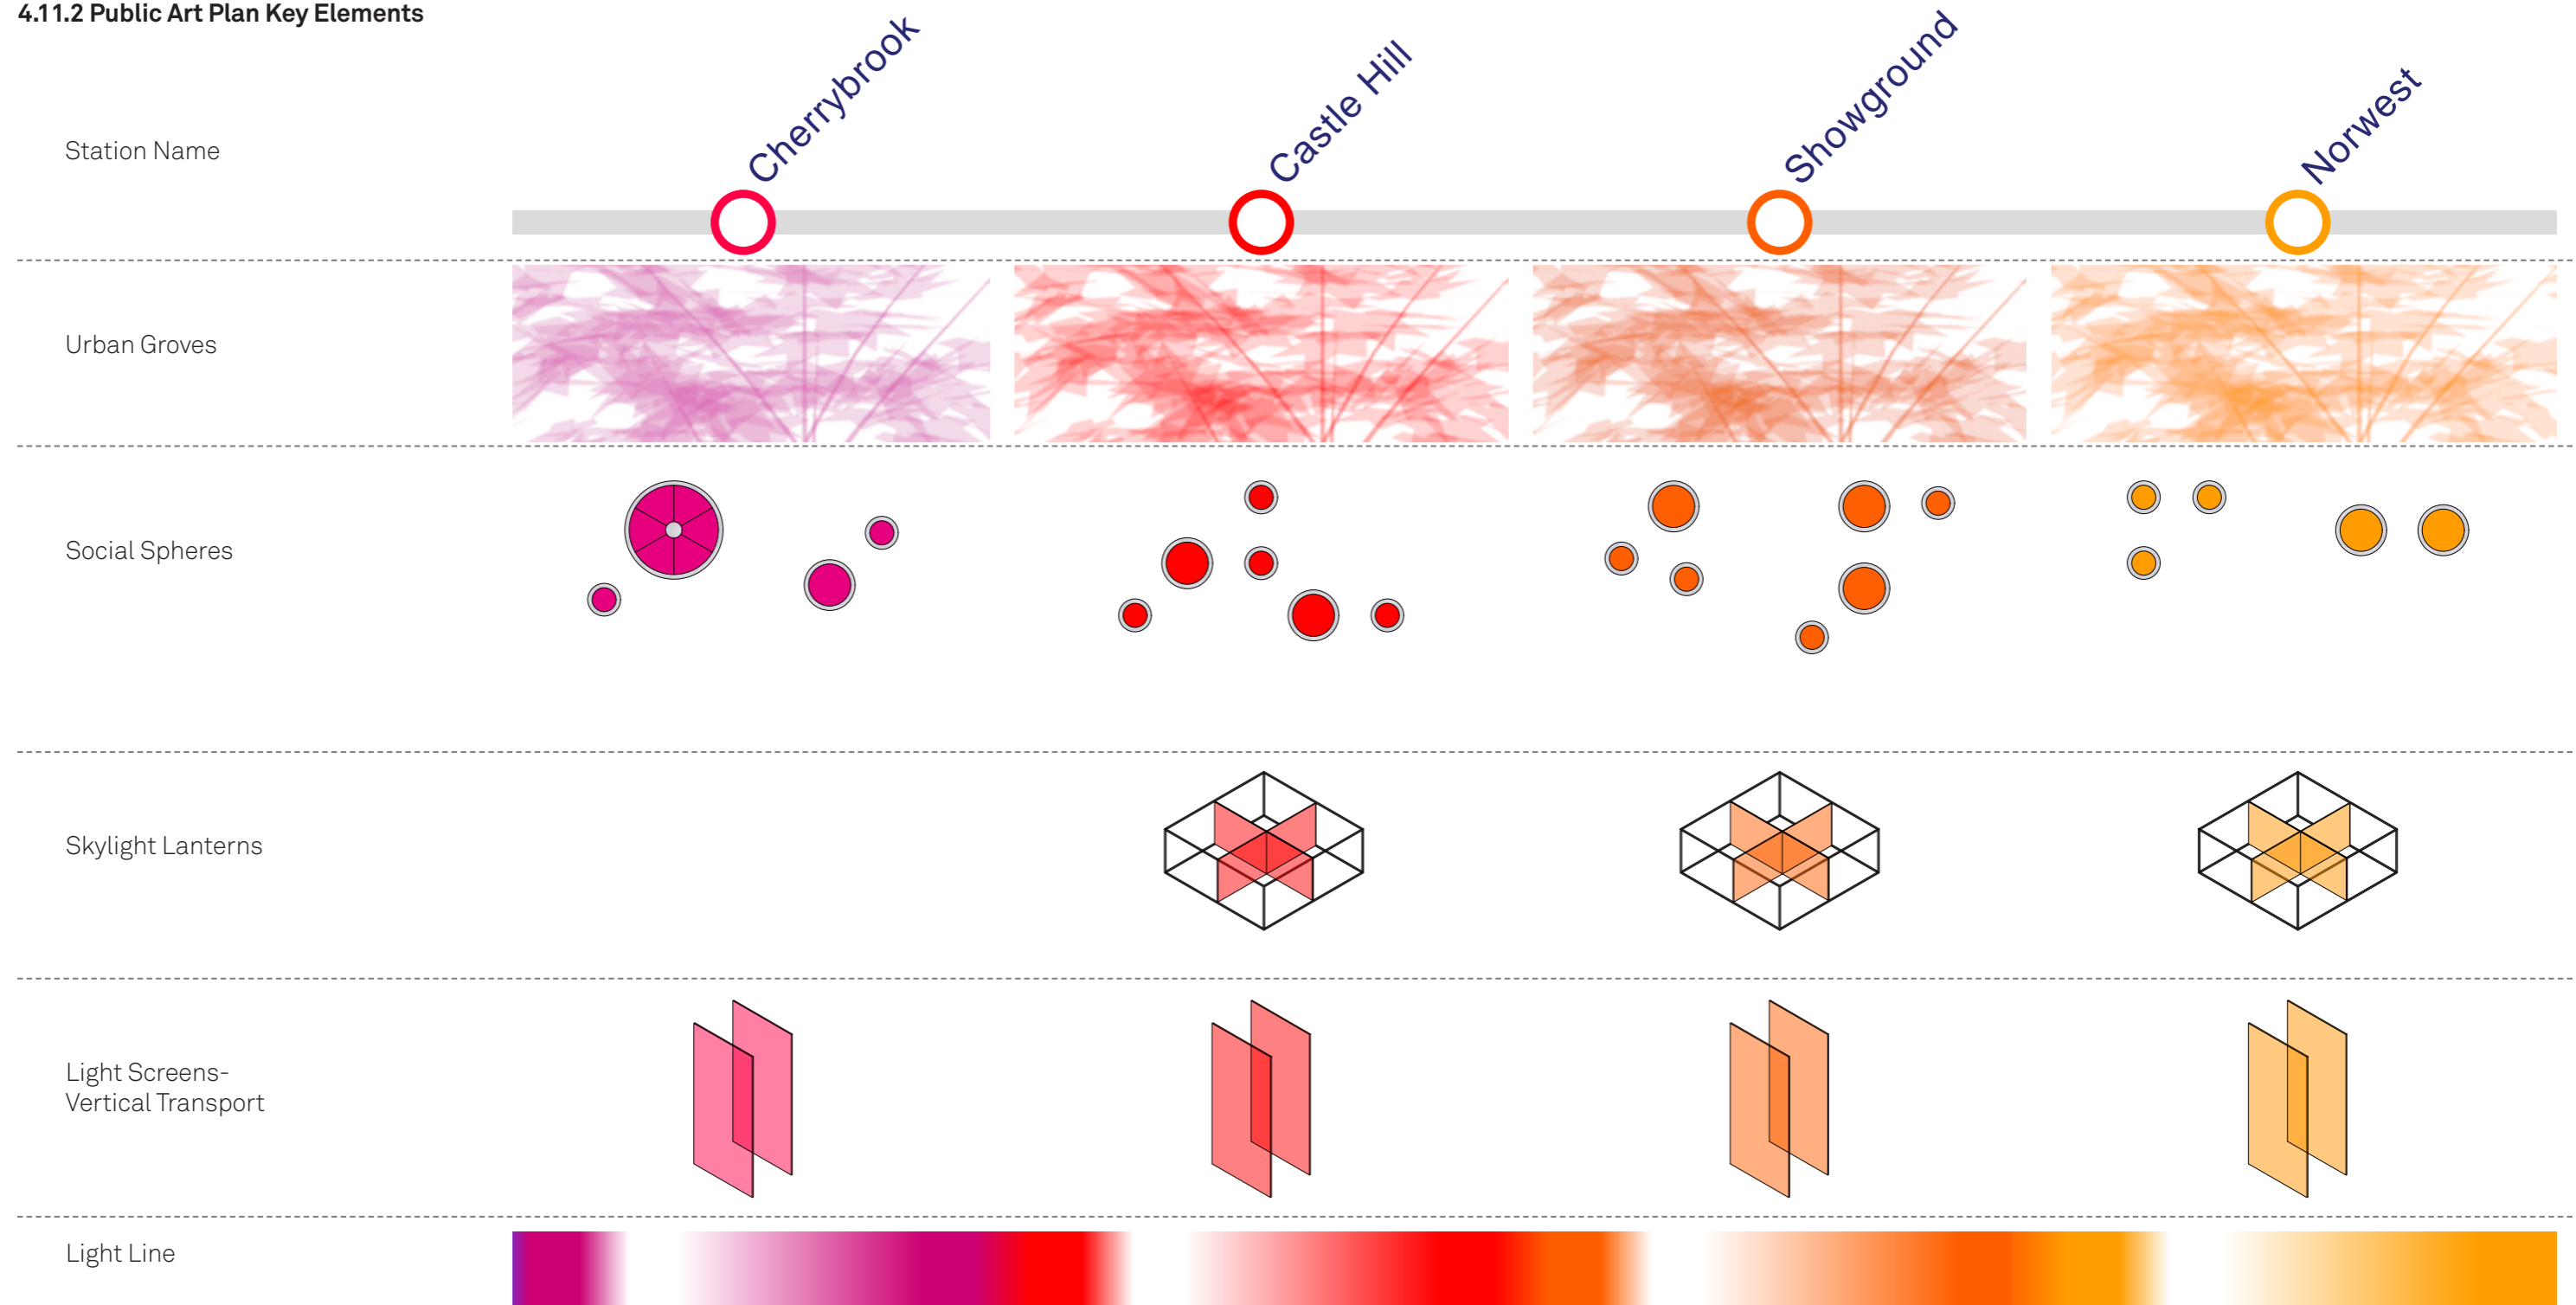 4.11.2 Public Art Plan Key Elements
Station Name
Cherrybrook
Castle Hill
Showground
Norwest
Urban Groves
Social Spheres
Skylight Lanterns
Light Screens-
Vertical Transport
Light Line